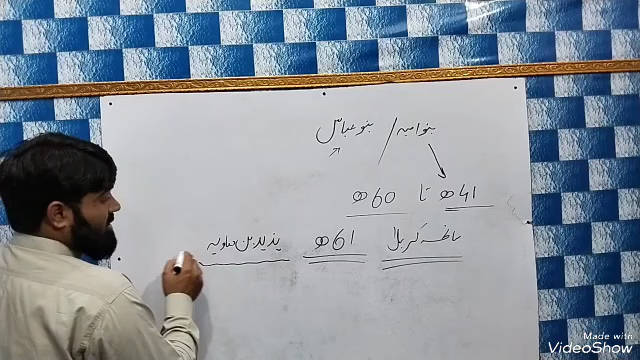 بنو امیہ / بنو عباس
41ھ تا 60ھ
سانحہ کربلا 61ھ یزید بن معاویہ
Made with
VideoShow